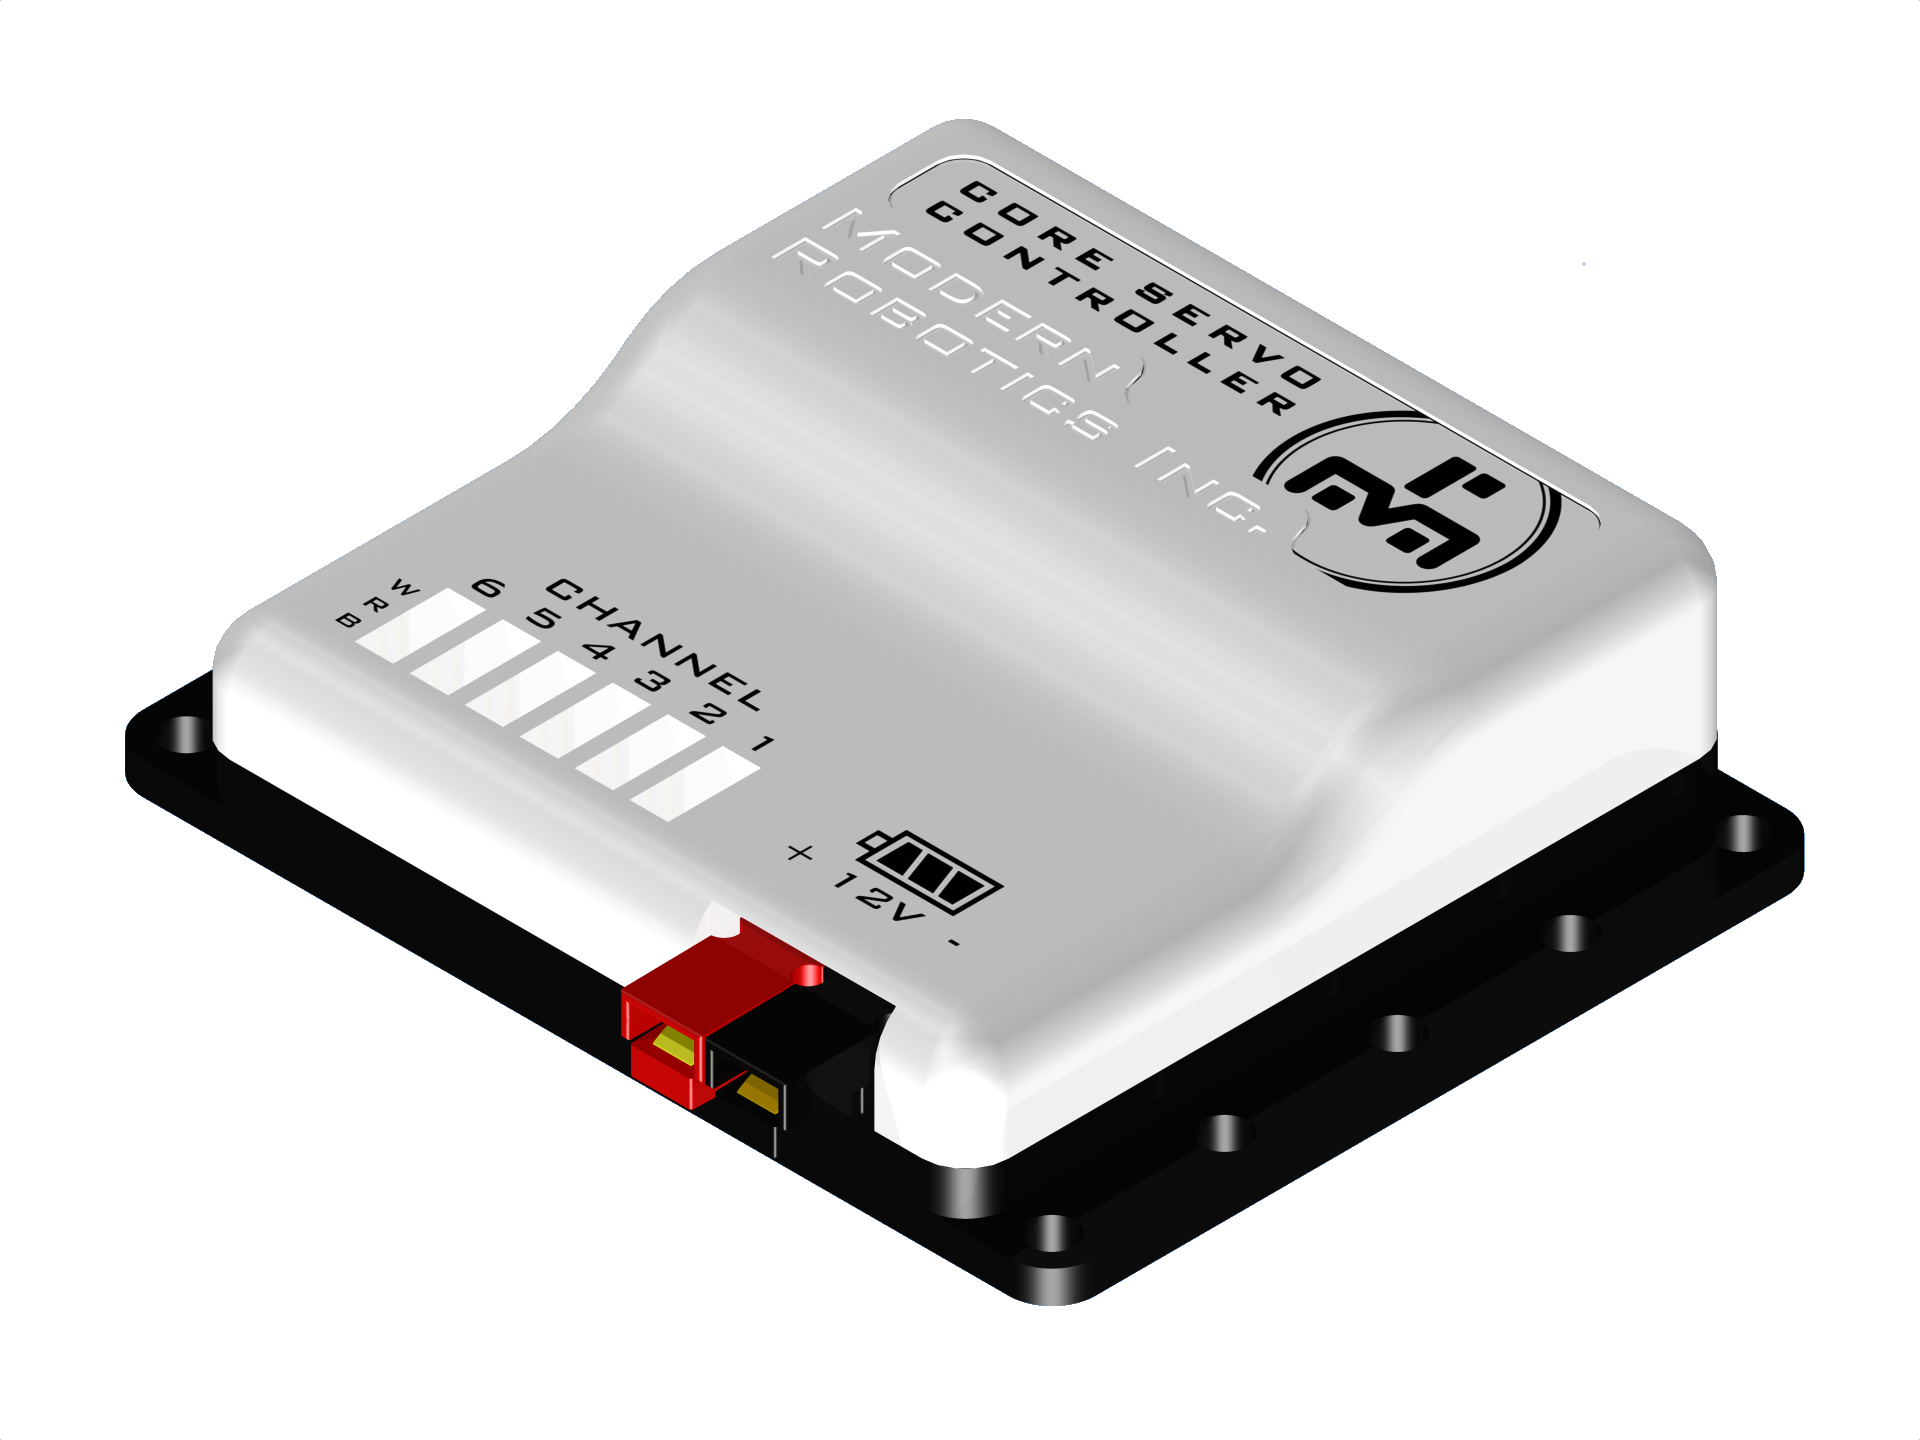 CORE SERVO
CONTROLLER
MODERN
ROBOTICS INC.
CHANNEL
6 5 4 3 2 1
W
R
B
+ 12V -